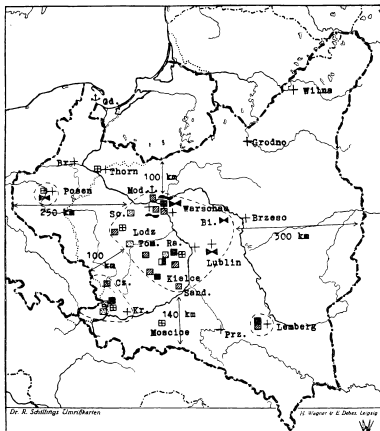 Gd.
Wilna
Grodno
Br.
Thorn
100 km
Posen
Mod.
Warschau
250 km
So.
Bi.
Brzesc
Lodz
300 km
100 km
Tom. Ra.
Lublin
Cz.
Kielce
Sand.
Kr.
140 km
Moscice
Prz.
Lemberg
Dr. R. Schillings Umrißkarten
H. Wagner & E. Debes, Leipzig